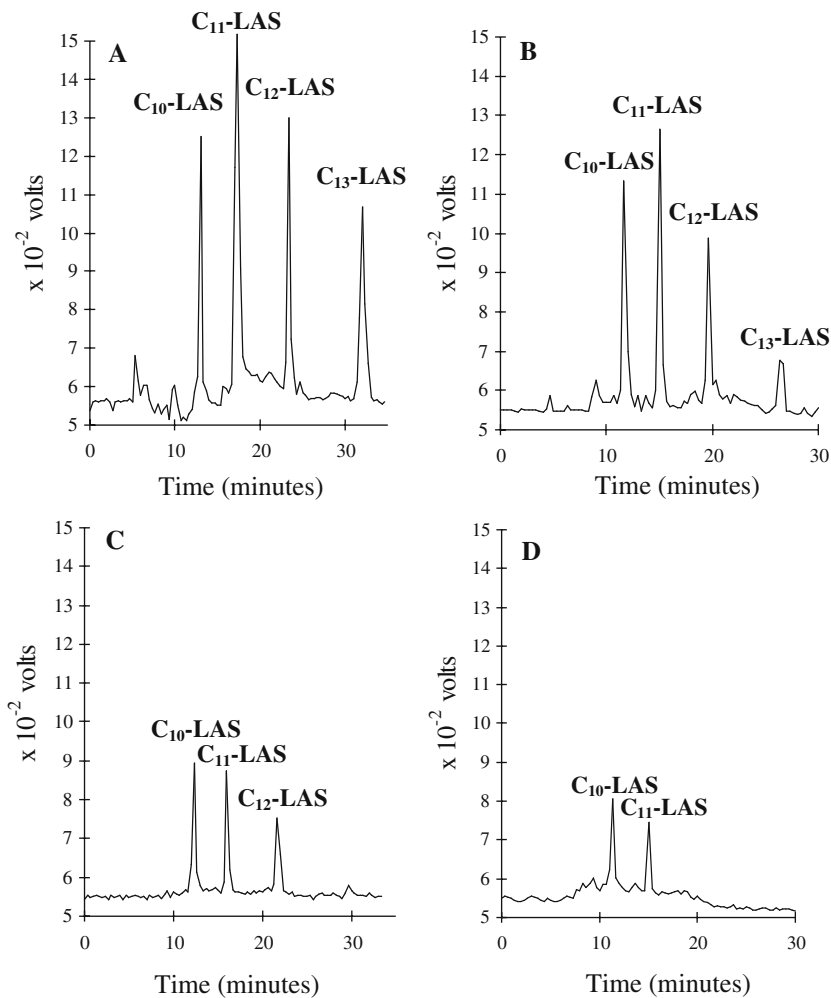 A
C₁₁-LAS
C₁₀-LAS
C₁₂-LAS
C₁₃-LAS
15
14
13
12
11
10
9
8
7
6
5
x 10⁻² volts
0 10 20 30
Time (minutes)
B
C₁₁-LAS
C₁₀-LAS
C₁₂-LAS
C₁₃-LAS
15
14
13
12
11
10
9
8
7
6
5
x 10⁻² volts
0 10 20 30
Time (minutes)
C
C₁₀-LAS
C₁₁-LAS
C₁₂-LAS
15
14
13
12
11
10
9
8
7
6
5
x 10⁻² volts
0 10 20 30
Time (minutes)
D
C₁₀-LAS
C₁₁-LAS
15
14
13
12
11
10
9
8
7
6
5
x 10⁻² volts
0 10 20 30
Time (minutes)